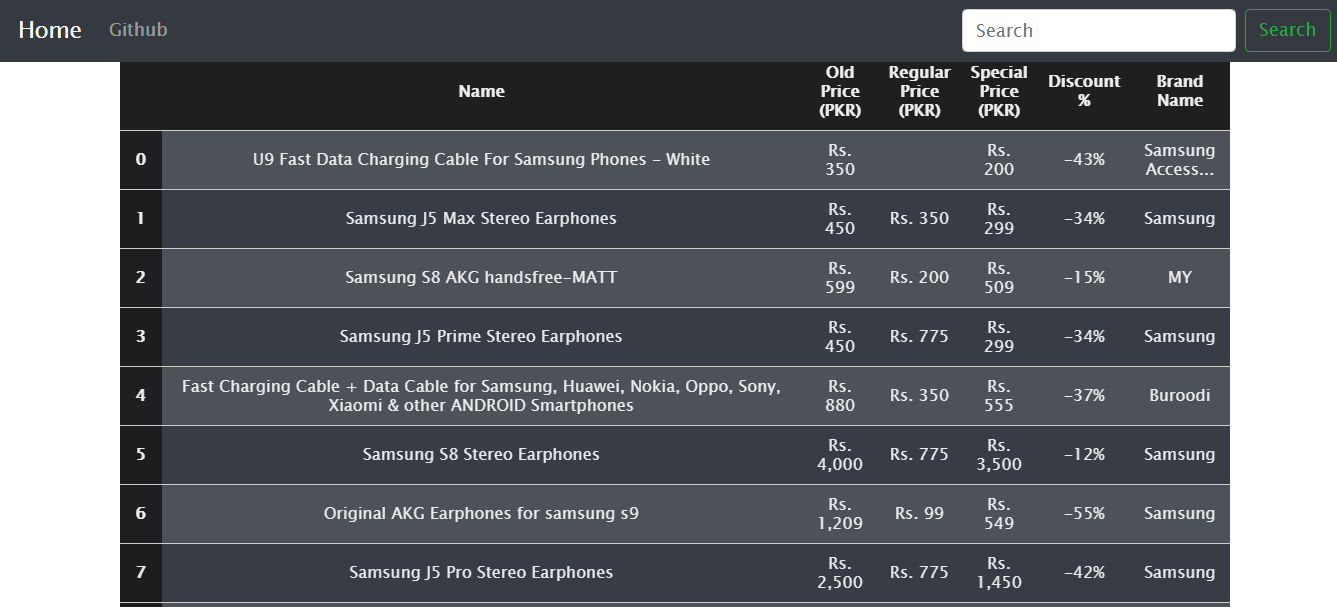 Home Github Search Search
Name Old Price (PKR) Regular Price (PKR) Special Price (PKR) Discount % Brand Name
0 U9 Fast Data Charging Cable For Samsung Phones - White Rs. 350 Rs. 200 -43% Samsung Access...
1 Samsung J5 Max Stereo Earphones Rs. 450 Rs. 350 Rs. 299 -34% Samsung
2 Samsung S8 AKG handsfree-MATT Rs. 599 Rs. 200 Rs. 509 -15% MY
3 Samsung J5 Prime Stereo Earphones Rs. 450 Rs. 775 Rs. 299 -34% Samsung
4 Fast Charging Cable + Data Cable for Samsung, Huawei, Nokia, Oppo, Sony, Xiaomi & other ANDROID Smartphones Rs. 880 Rs. 350 Rs. 555 -37% Buroodi
5 Samsung S8 Stereo Earphones Rs. 4,000 Rs. 775 Rs. 3,500 -12% Samsung
6 Original AKG Earphones for samsung s9 Rs. 1,209 Rs. 99 Rs. 549 -55% Samsung
7 Samsung J5 Pro Stereo Earphones Rs. 2,500 Rs. 775 Rs. 1,450 -42% Samsung